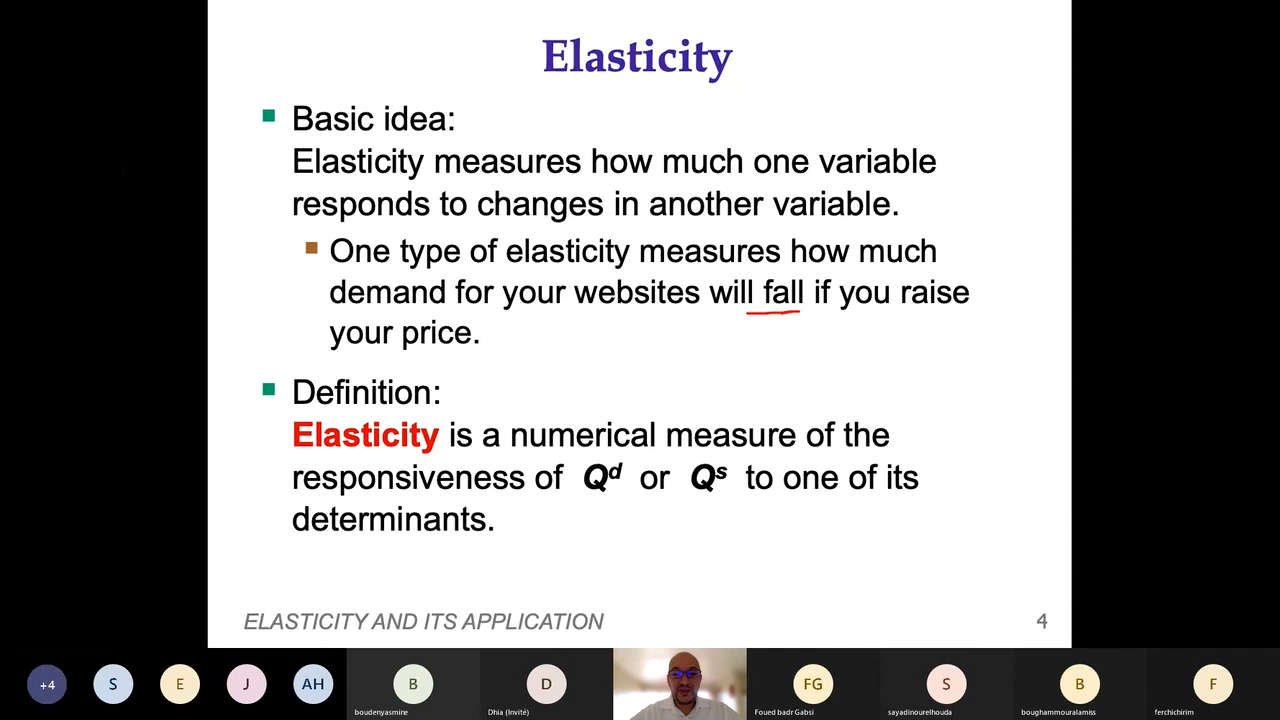 Elasticity
Basic idea:
Elasticity measures how much one variable
responds to changes in another variable.
One type of elasticity measures how much
demand for your websites will fall if you raise
your price.
Definition:
Elasticity is a numerical measure of the
responsiveness of Qᵈ or Qˢ to one of its
determinants.
ELASTICITY AND ITS APPLICATION
4
+4
S
E
J
AH
B
D
FG
S
B
F
boudenyasmine
Dhia (Invité)
Foued badr Gabsi
sayadinourelhouda
boughammouralamiss
ferchichirim